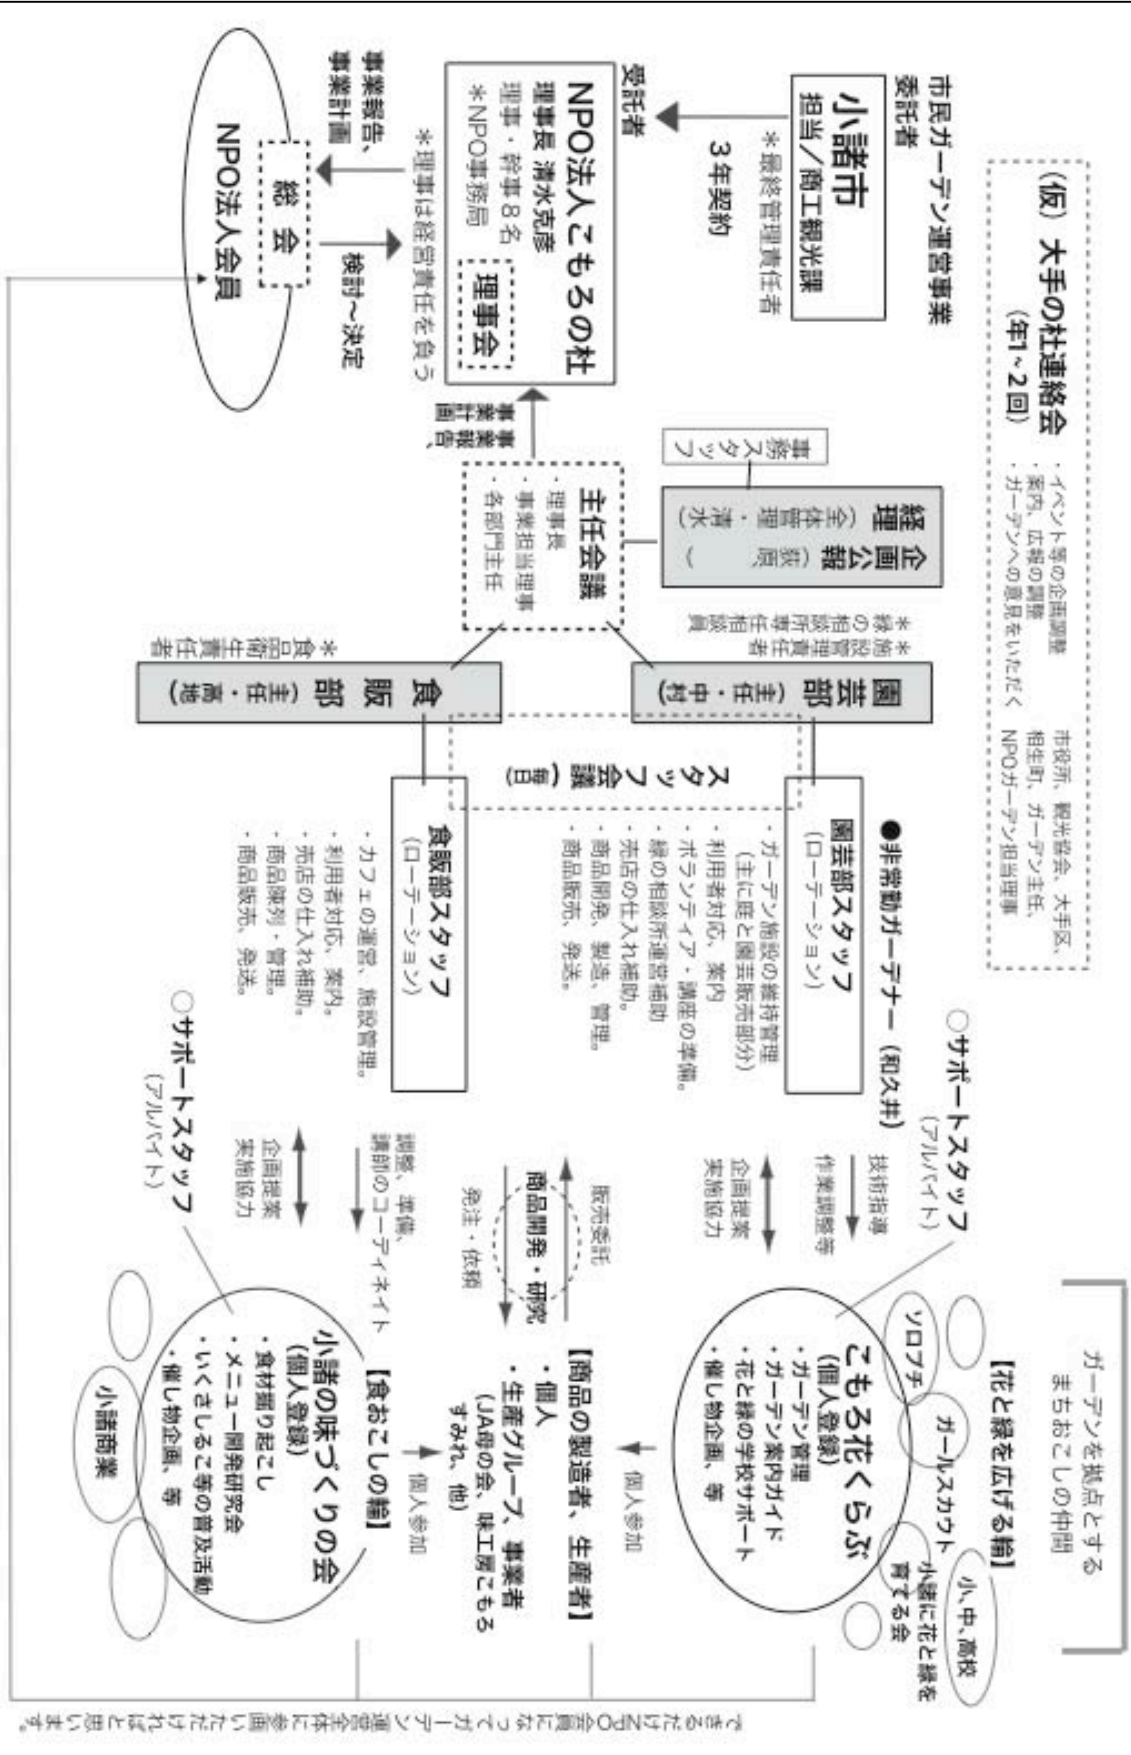 市民ガーデン運営事業
委託者
小諸市
担当/商工観光課
＊最終管理責任者
3年契約
受託者
NPO法人こもろの杜
理事長 清水克彦
理事・幹事8名
＊NPO事務局
理事会
＊理事は経営責任を負う
事業報告、
事業計画
検討～決定
総会
NPO法人会員
（仮）大手の杜連絡会
（年1~2回）
・イベント等の企画調整
・案内、広報の調整
・ガーデンへの意見をいただく
市役所、観光協会、大手区、
相生町、ガーデン主任、
NPOガーデン担当理事
事業報告、
事業計画
主任会議
・理事長
・事業担当理事
・各部門主任
事務スタッフ
経理（全体管理・清水）
企画公報（荻原、　）
＊緑の相談所専任相談員
＊施設管理責任者
園芸部（主任・中村）
＊食品衛生責任者
食販部（主任・高地）
スタッフ会議（毎日）
●非常勤ガーデナー（和久井）
園芸部スタッフ
（ローテーション）
・ガーデン施設の維持管理
（主に庭と園芸販売部分）
・利用者対応、案内
・ボランティア・講座の準備。
・緑の相談所運営補助
・売店の仕入れ補助。
・商品開発、製造、管理。
・商品販売、発送。
食販部スタッフ
（ローテーション）
・カフェの運営、施設管理。
・利用者対応、案内。
・売店の仕入れ補助。
・商品陳列・管理。
・商品販売、発送。
○サポートスタッフ
（アルバイト）
技術指導
作業調整等
企画提案
実施協力
販売委託
商品開発・研究
発注・依頼
調整、準備、
講師のコーディネイト
企画提案
実施協力
○サポートスタッフ
（アルバイト）
ガーデンを拠点とする
まちおこしの仲間
【花と緑を広げる輪】
ソロプチ
ガールスカウト
小、中、高校
小諸に花と緑を
育てる会
こもろ花くらぶ
（個人登録）
・ガーデン管理
・ガーデン案内ガイド
・花と緑の学校サポート
・催し物企画、等
個人参加
【商品の製造者、生産者】
・個人
・生産グループ、事業者
（JA母の会、味工房こもろ
すみれ、他）
個人参加
【食おこしの輪】
小諸の味づくりの会
（個人登録）
・食材掘り起こし
・メニュー開発研究会
・いくさしるこ等の普及活動
・催し物企画、等
小諸商業
できるだけNPO会員になってガーデン運営全体に参画いただければと思います。